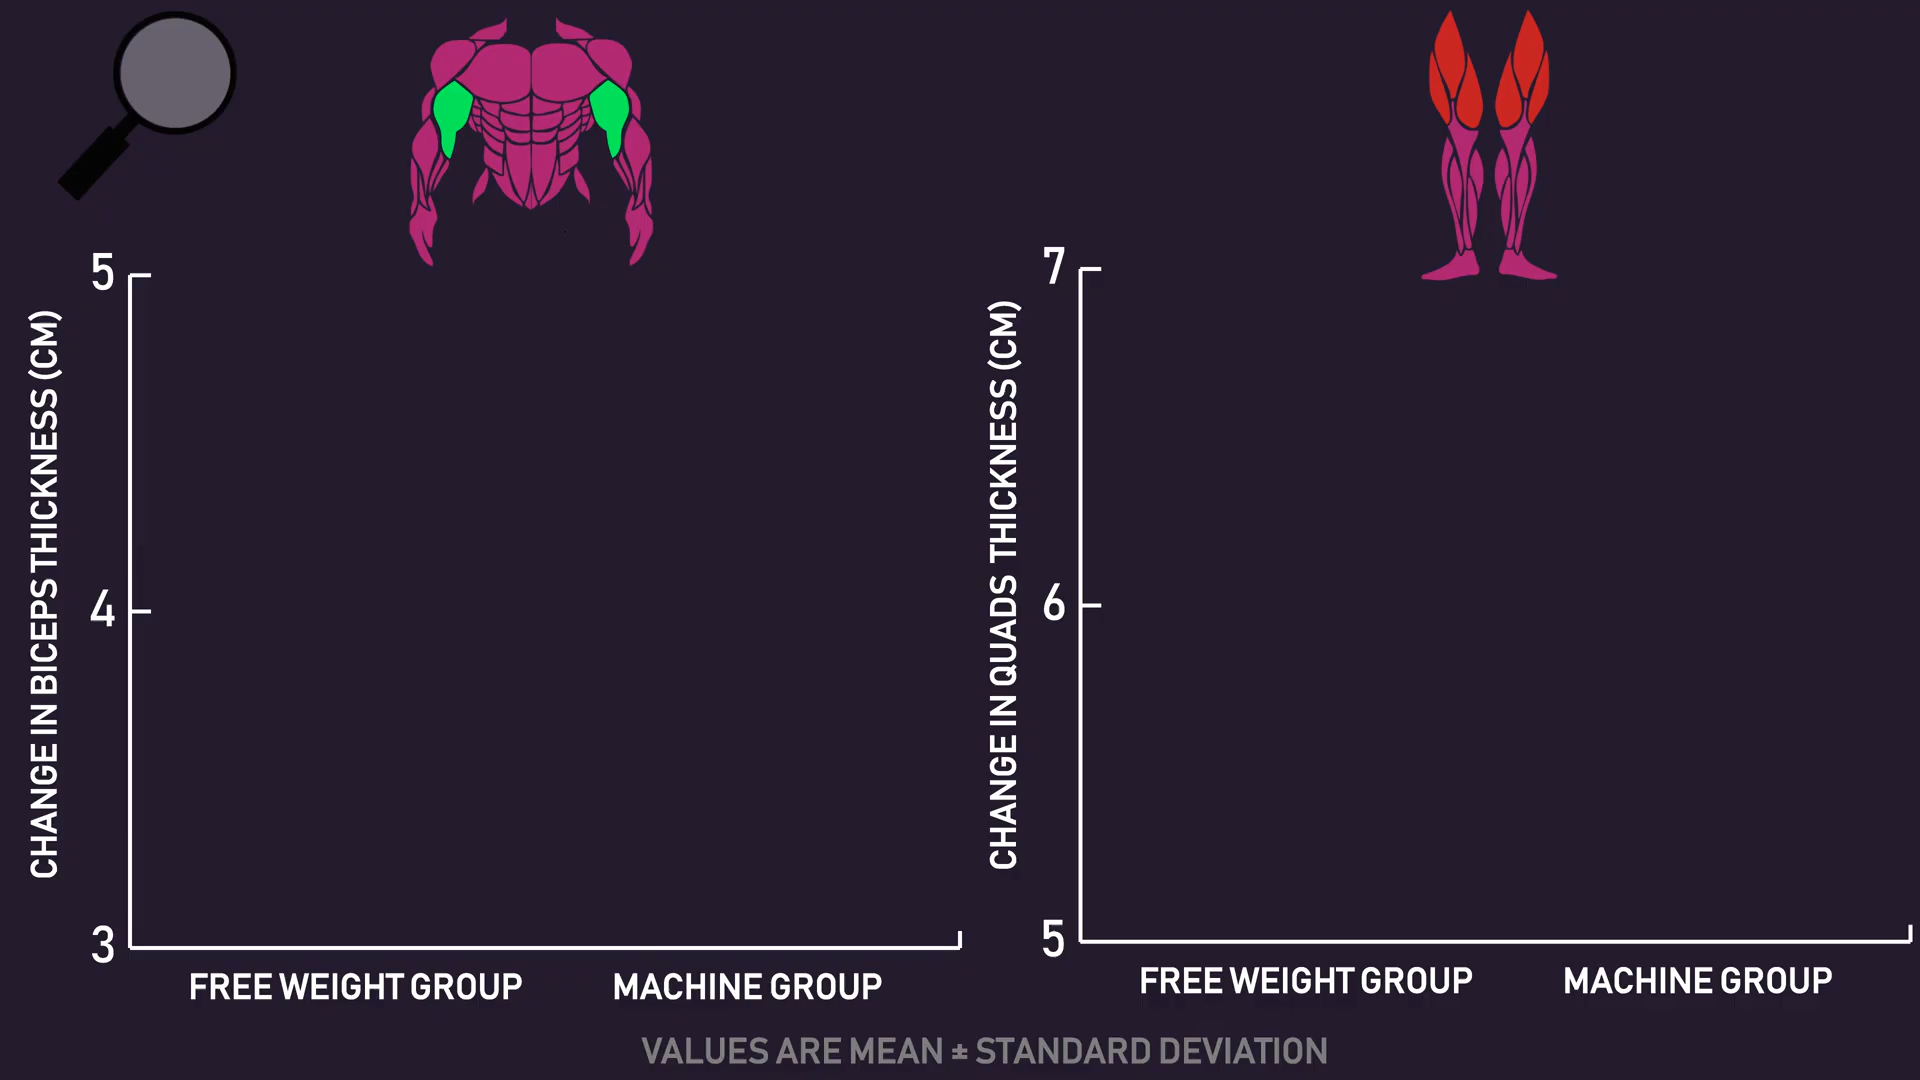 CHANGE IN BICEPS THICKNESS (CM)
5
4
3
FREE WEIGHT GROUP
MACHINE GROUP
CHANGE IN QUADS THICKNESS (CM)
7
6
5
FREE WEIGHT GROUP
MACHINE GROUP
VALUES ARE MEAN ± STANDARD DEVIATION